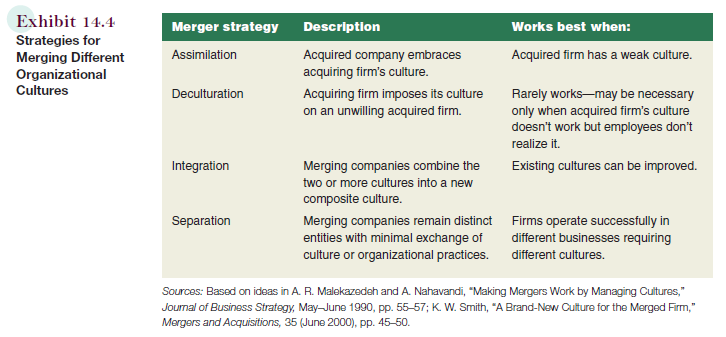 Exhibit 14.4
Strategies for
Merging Different
Organizational
Cultures
Merger strategy Description Works best when:
Assimilation Acquired company embraces Acquired firm has a weak culture.
acquiring firm's culture.
Deculturation Acquiring firm imposes its culture Rarely works—may be necessary
on an unwilling acquired firm. only when acquired firm's culture
doesn't work but employees don't
realize it.
Integration Merging companies combine the Existing cultures can be improved.
two or more cultures into a new
composite culture.
Separation Merging companies remain distinct Firms operate successfully in
entities with minimal exchange of different businesses requiring
culture or organizational practices. different cultures.
Sources: Based on ideas in A. R. Malekazedeh and A. Nahavandi, "Making Mergers Work by Managing Cultures,"
Journal of Business Strategy, May–June 1990, pp. 55–57; K. W. Smith, "A Brand-New Culture for the Merged Firm,"
Mergers and Acquisitions, 35 (June 2000), pp. 45–50.